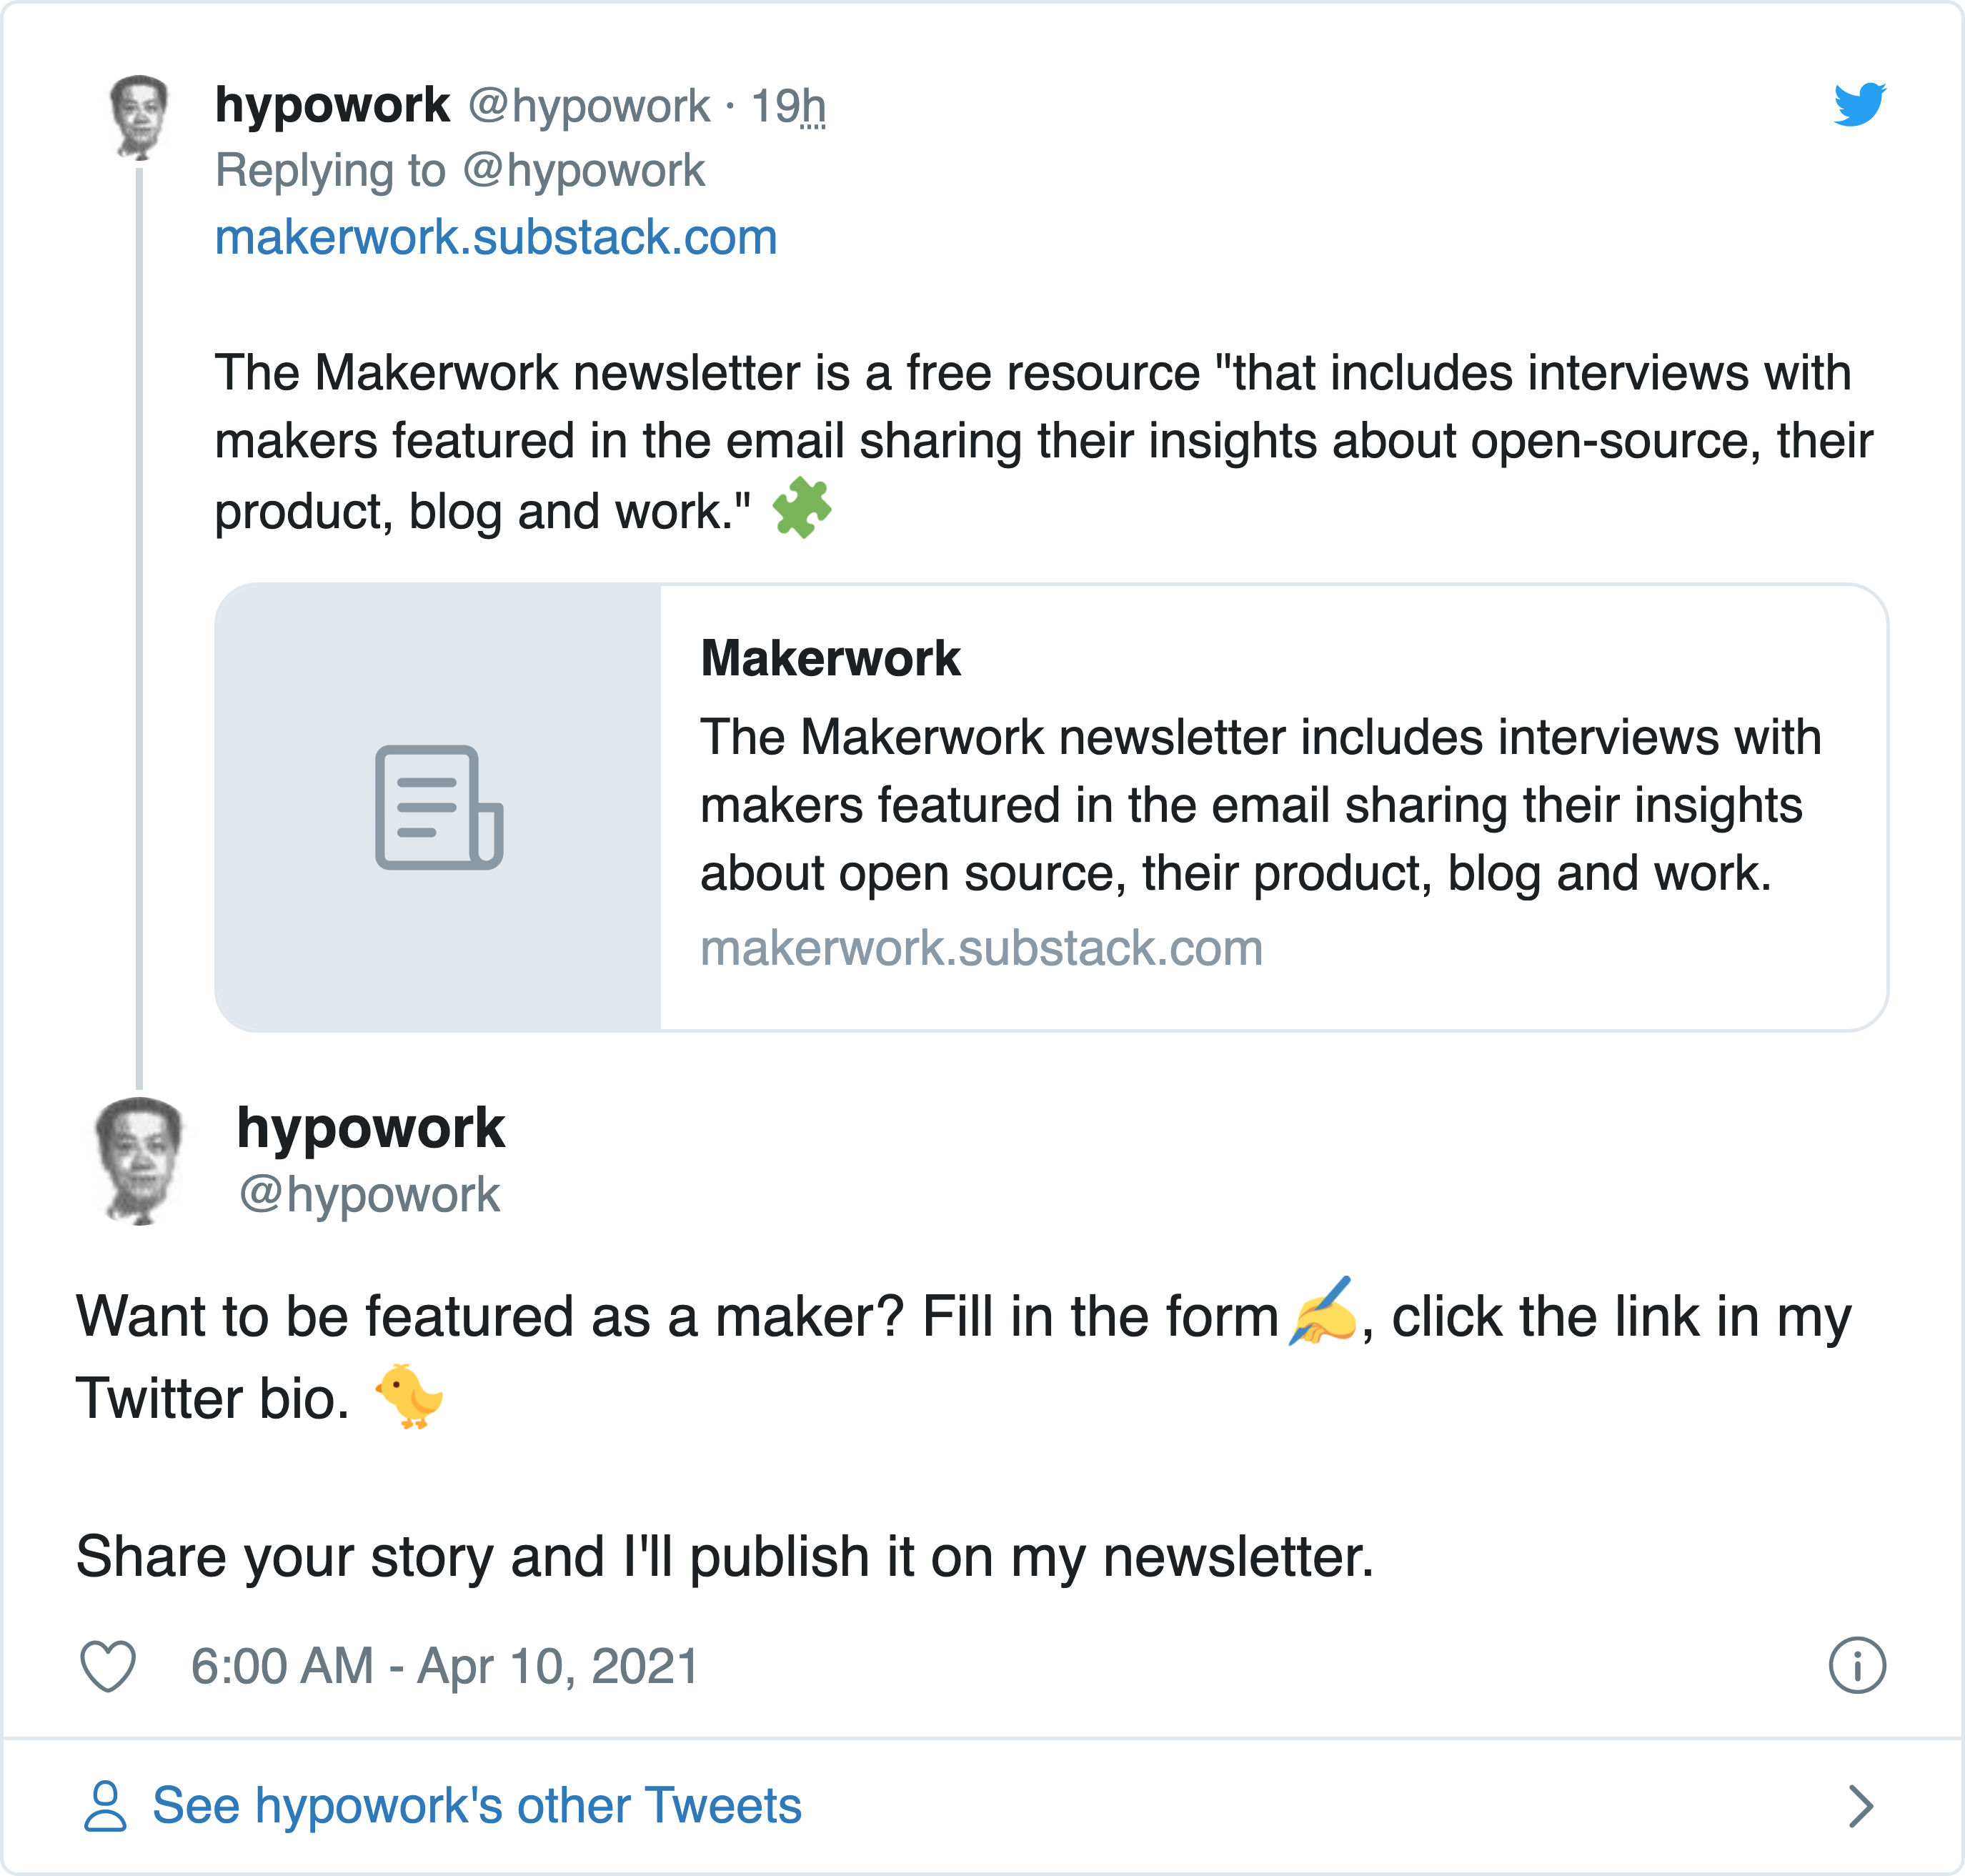 hypowork @hypowork · 19h
Replying to @hypowork
makerwork.substack.com
The Makerwork newsletter is a free resource "that includes interviews with
makers featured in the email sharing their insights about open-source, their
product, blog and work." 🧩
Makerwork
The Makerwork newsletter includes interviews with
makers featured in the email sharing their insights
about open source, their product, blog and work.
makerwork.substack.com
hypowork
@hypowork
Want to be featured as a maker? Fill in the form✍️, click the link in my
Twitter bio. 🐤
Share your story and I'll publish it on my newsletter.
6:00 AM - Apr 10, 2021
See hypowork's other Tweets